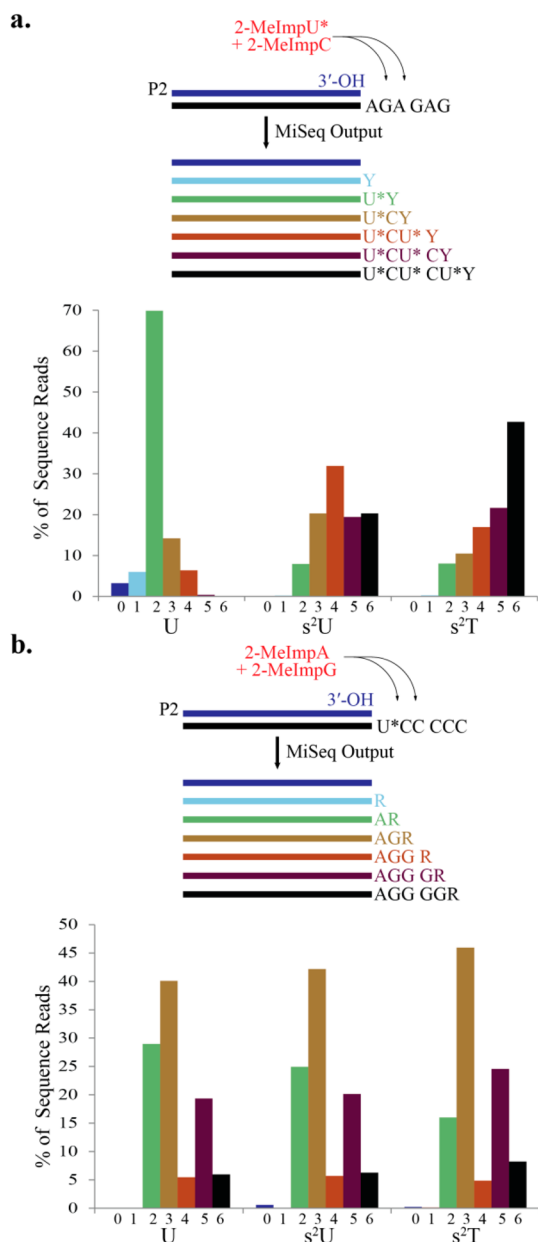 a.
2-MeImpU*
+ 2-MeImpC
P2 3′-OH
AGA GAG
MiSeq Output
Y
U*Y
U*CY
U*CU* Y
U*CU* CY
U*CU* CU*Y
% of Sequence Reads
70
60
50
40
30
20
10
0
0 1 2 3 4 5 6 0 1 2 3 4 5 6 0 1 2 3 4 5 6
U s²U s²T
b.
2-MeImpA
+ 2-MeImpG
P2 3′-OH
U*CC CCC
MiSeq Output
R
AR
AGR
AGG R
AGG GR
AGG GGR
% of Sequence Reads
50
45
40
35
30
25
20
15
10
5
0
0 1 2 3 4 5 6 0 1 2 3 4 5 6 0 1 2 3 4 5 6
U s²U s²T